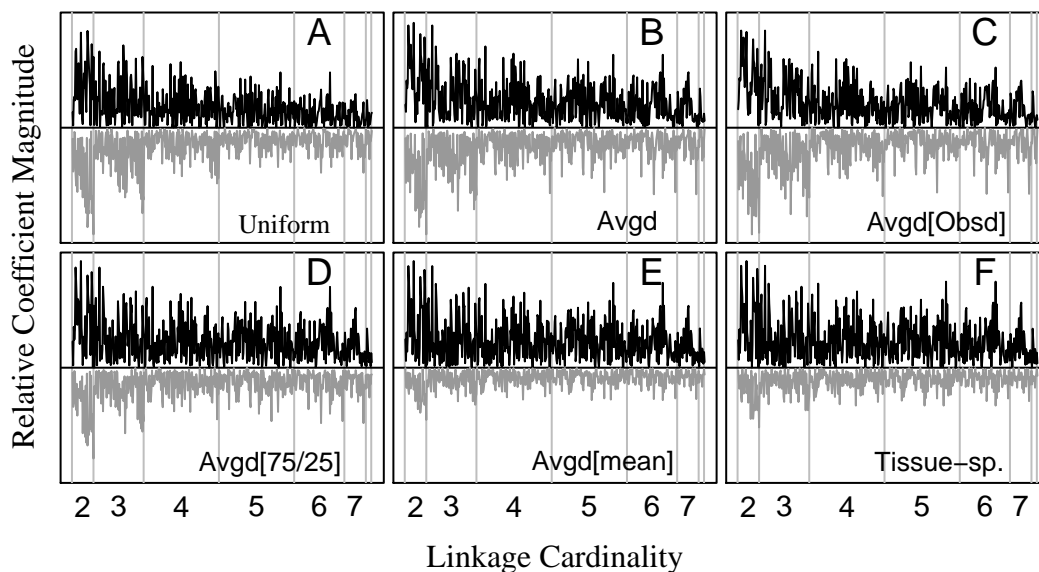 Relative Coefficient Magnitude
A
Uniform
B
Avgd
C
Avgd[Obsd]
D
Avgd[75/25]
E
Avgd[mean]
F
Tissue−sp.
2 3 4 5 6 7
2 3 4 5 6 7
2 3 4 5 6 7
Linkage Cardinality